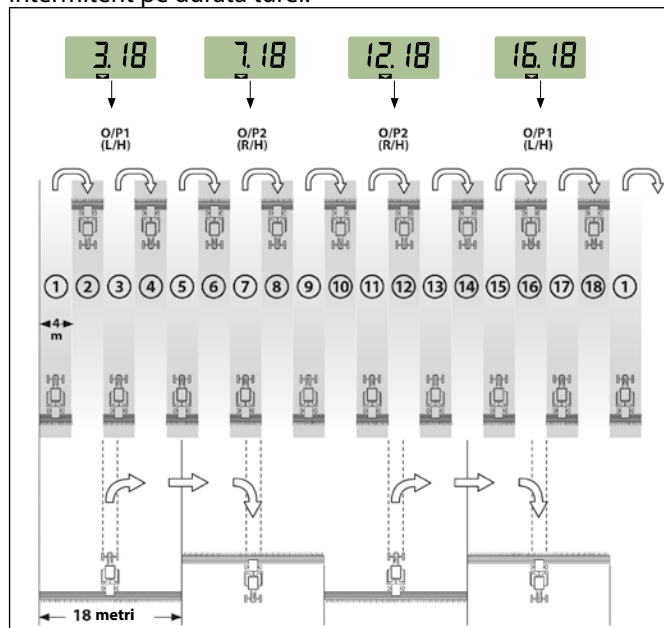 intermitent pe durata turei.
3.18 7.18 12.18 16.18
O/P1 O/P2 O/P2 O/P1
(L/H) (R/H) (R/H) (L/H)
1 2 3 4 5 6 7 8 9 10 11 12 13 14 15 16 17 18 1
4
m
18 metri